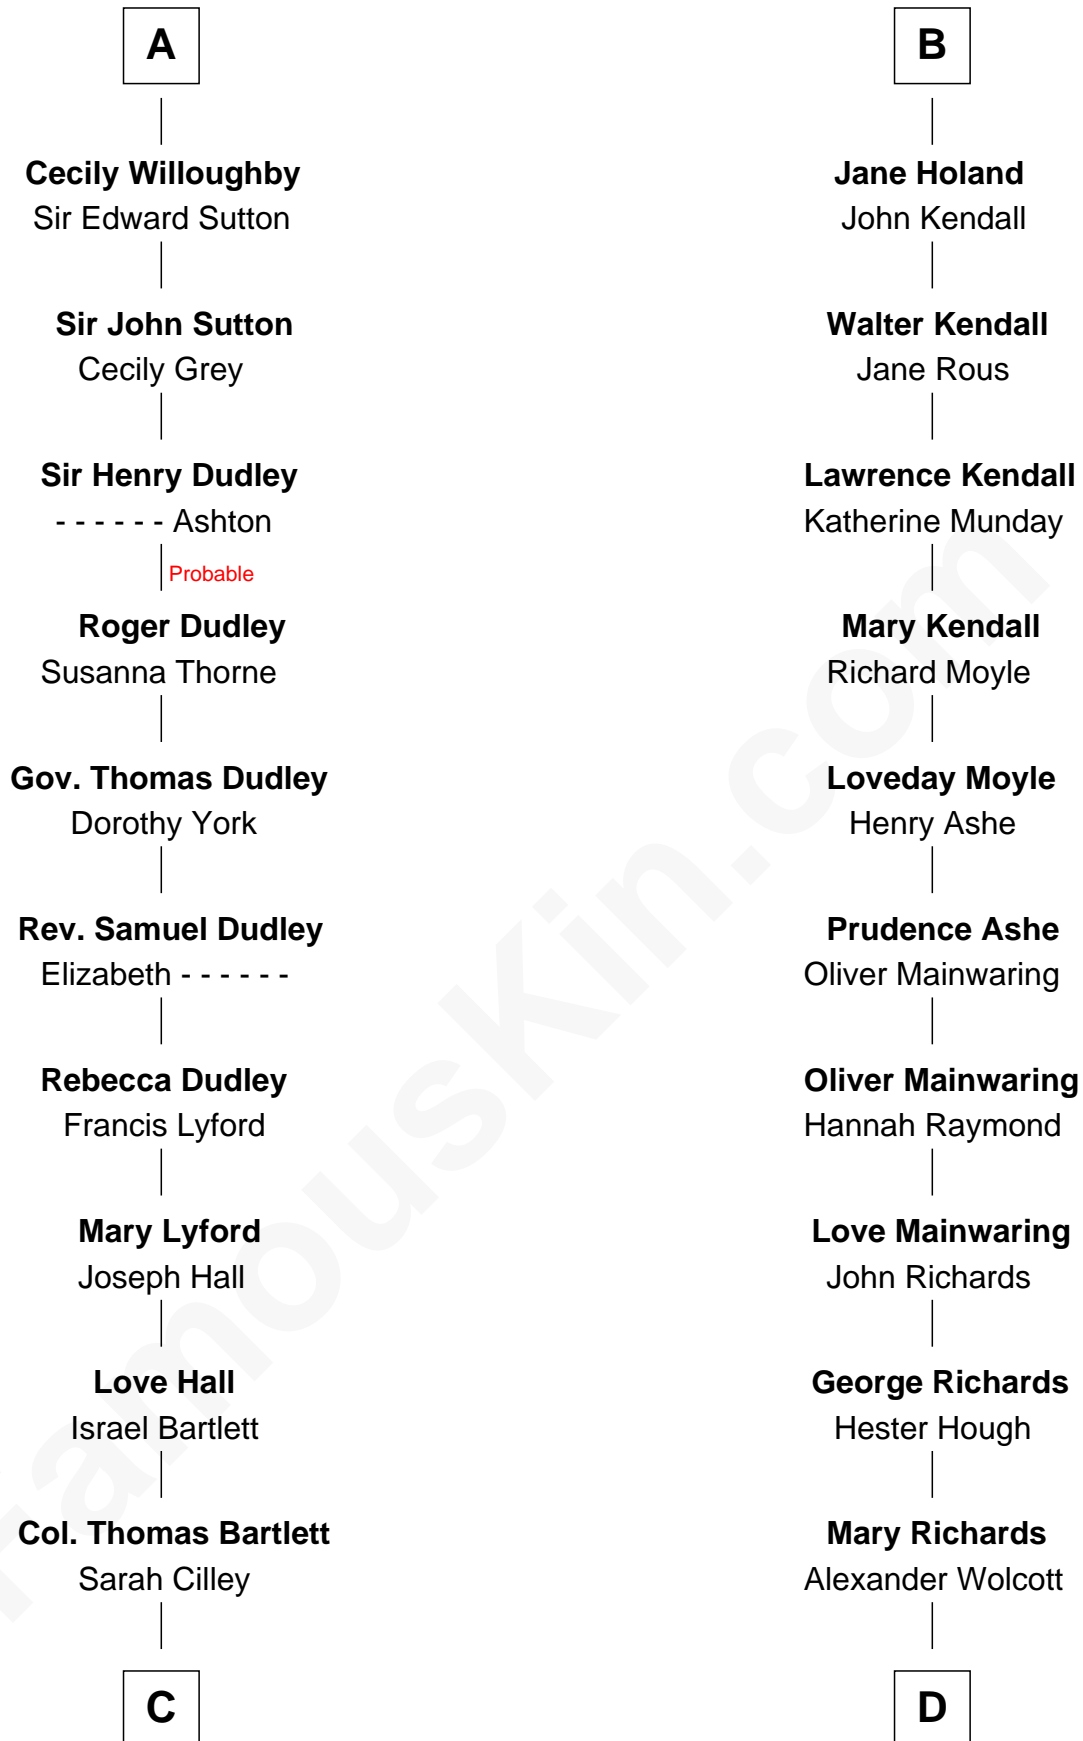 A
Cecily Willoughby
Sir Edward Sutton
Sir John Sutton
Cecily Grey
Sir Henry Dudley
- - - - - - Ashton
Probable
Roger Dudley
Susanna Thorne
Gov. Thomas Dudley
Dorothy York
Rev. Samuel Dudley
Elizabeth - - - - - -
Rebecca Dudley
Francis Lyford
Mary Lyford
Joseph Hall
Love Hall
Israel Bartlett
Col. Thomas Bartlett
Sarah Cilley
C
B
Jane Holand
John Kendall
Walter Kendall
Jane Rous
Lawrence Kendall
Katherine Munday
Mary Kendall
Richard Moyle
Loveday Moyle
Henry Ashe
Prudence Ashe
Oliver Mainwaring
Oliver Mainwaring
Hannah Raymond
Love Mainwaring
John Richards
George Richards
Hester Hough
Mary Richards
Alexander Wolcott
D
FamousKin.com